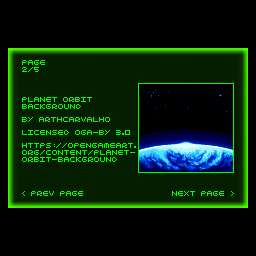 PAGE
2/5
PLANET ORBIT
BACKGROUND
BY ARTHCARVALHO
LICENSED OGA-BY 3.0
HTTPS://OPENGAMEART.
ORG/CONTENT/PLANET-
ORBIT-BACKGROUND
< PREV PAGE
NEXT PAGE >